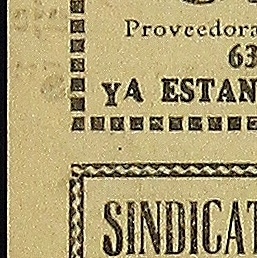 Proveedora
63
YA ESTAN
SINDICAT